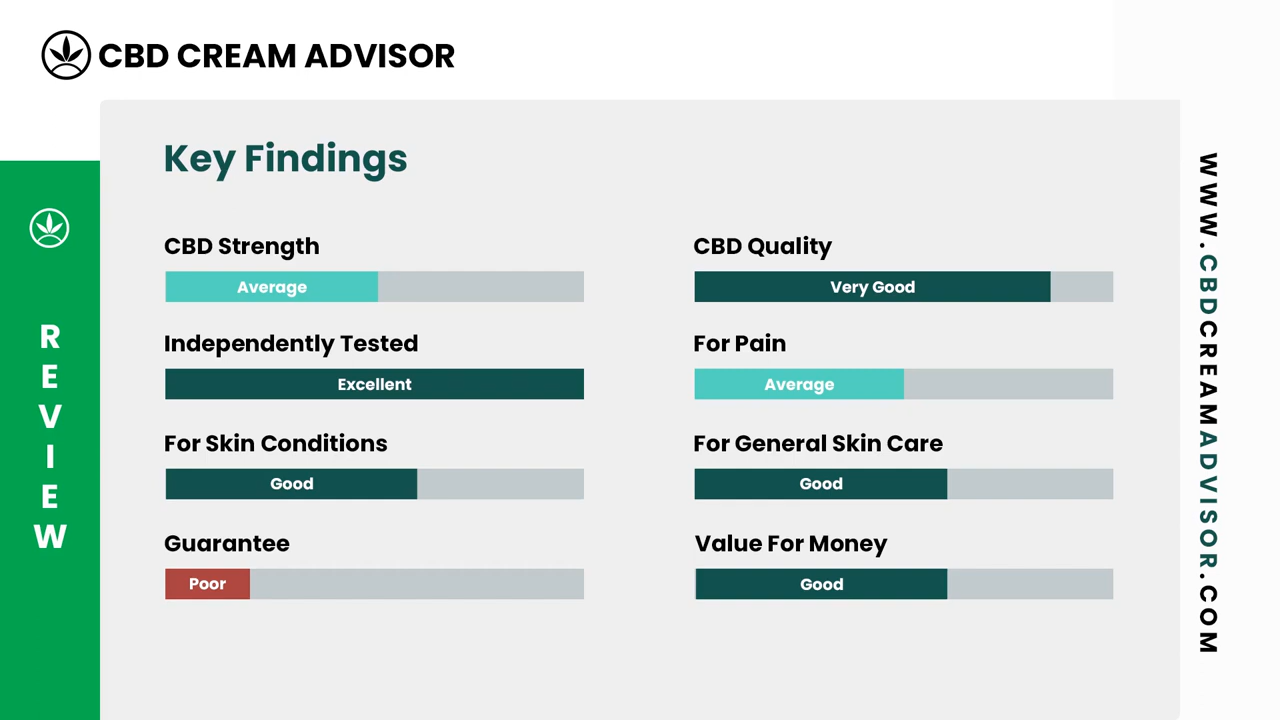 CBD CREAM ADVISOR
Key Findings
CBD Strength
Average
CBD Quality
Very Good
Independently Tested
Excellent
For Pain
Average
For Skin Conditions
Good
For General Skin Care
Good
Guarantee
Poor
Value For Money
Good
REVIEW
WWW.CBDCREAMADVISOR.COM